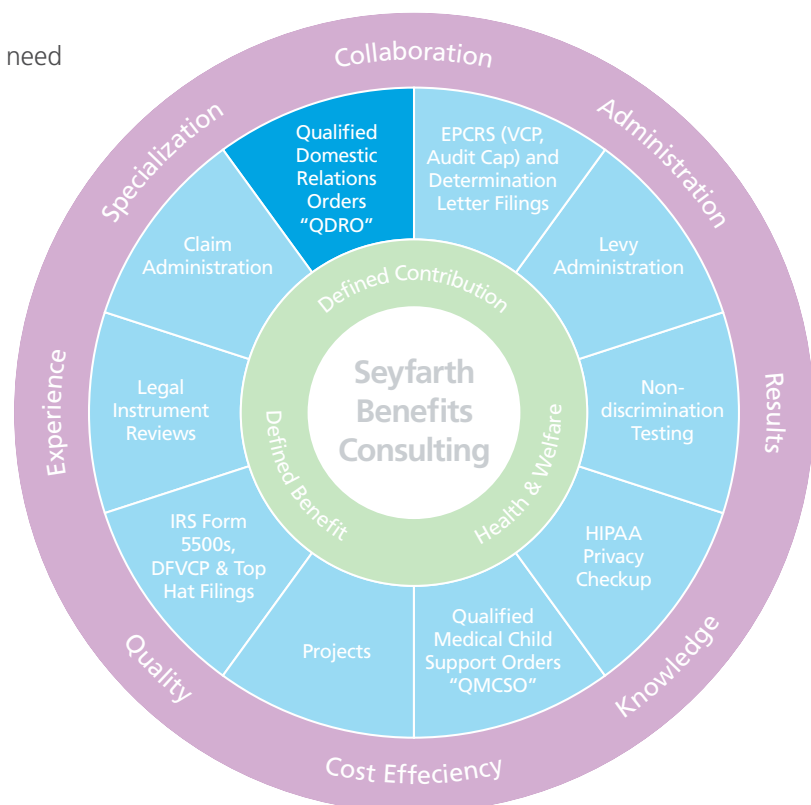 need
Collaboration
Administration
Results
Knowledge
Cost Effeciency
Quality
Experience
Specialization
Qualified
Domestic
Relations
Orders
“QDRO”
EPCRS (VCP,
Audit Cap) and
Determination
Letter Filings
Levy
Administration
Non-
discrimination
Testing
HIPAA
Privacy
Checkup
Qualified
Medical Child
Support Orders
“QMCSO”
Projects
IRS Form
5500s,
DFVCP & Top
Hat Filings
Legal
Instrument
Reviews
Claim
Administration
Defined Contribution
Health & Welfare
Defined Benefit
Seyfarth
Benefits
Consulting